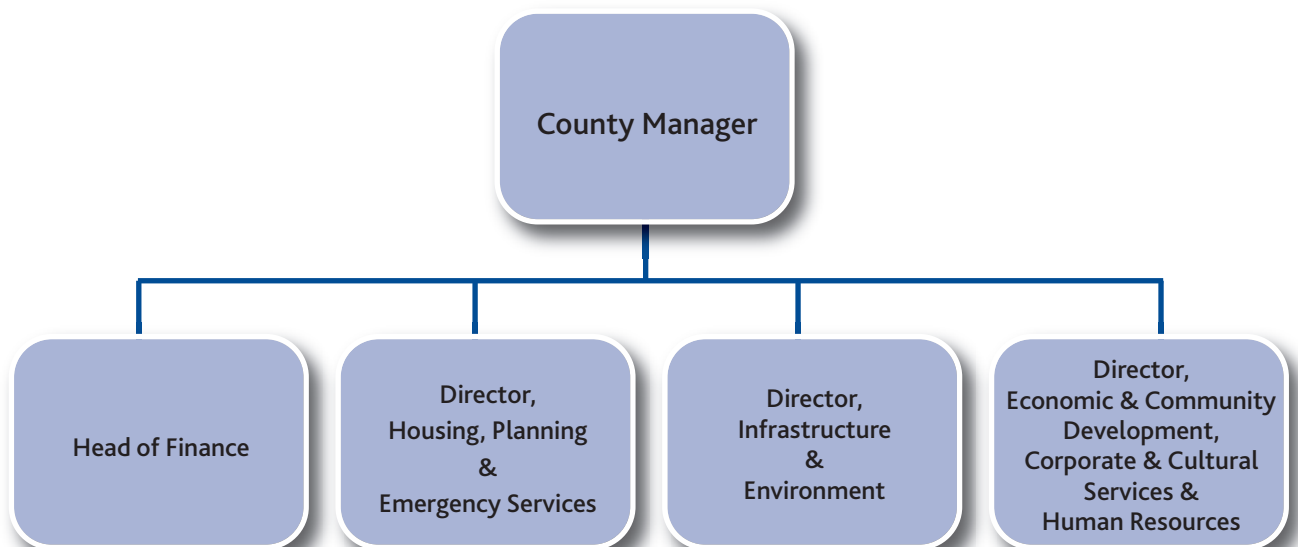 County Manager
Head of Finance
Director,
Housing, Planning
&
Emergency Services
Director,
Infrastructure
&
Environment
Director,
Economic & Community
Development,
Corporate & Cultural
Services &
Human Resources